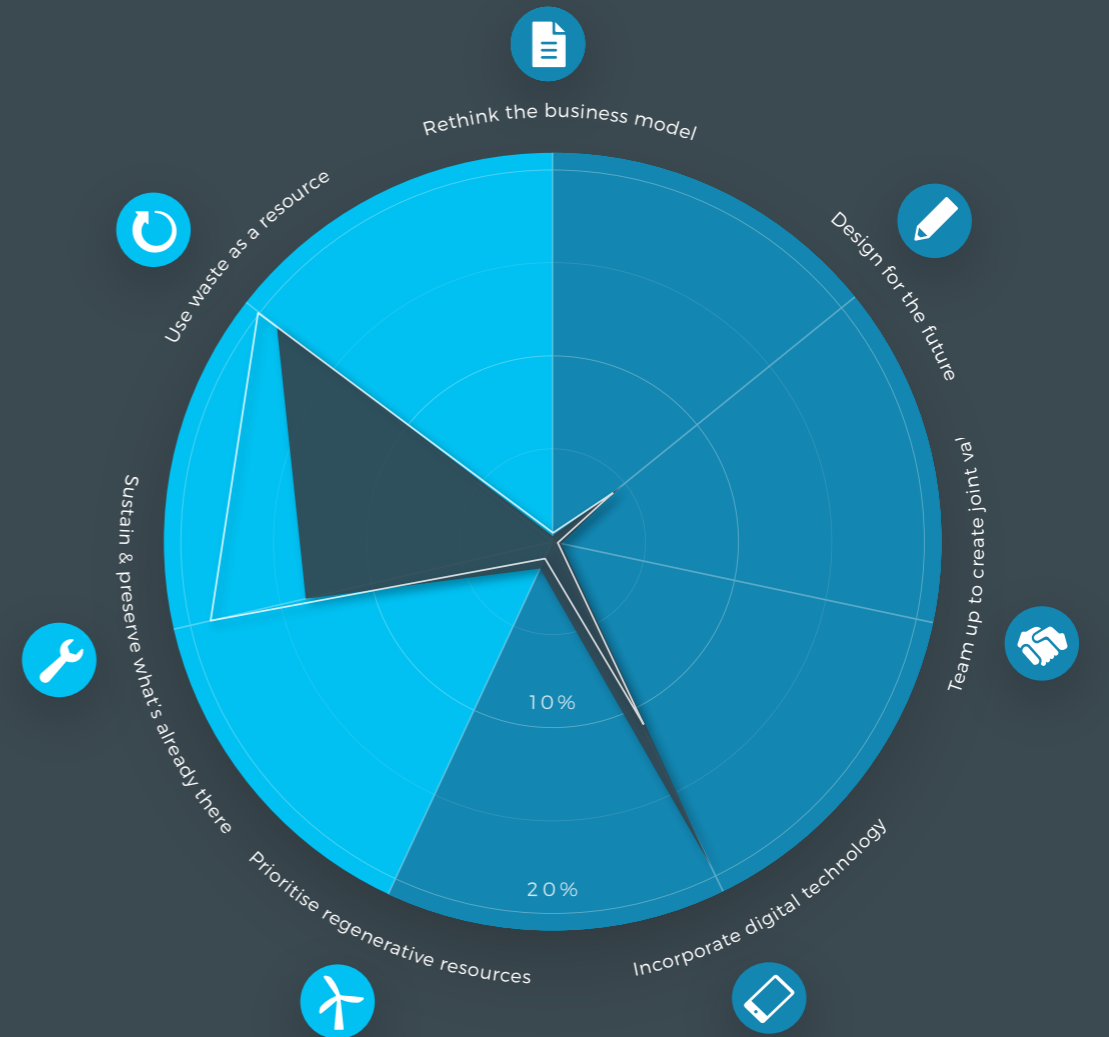 Rethink the business model
Design for the future
Team up to create joint va
Incorporate digital technology
Prioritise regenerative resources
Sustain & preserve what's already there
Use waste as a resource
10%
20%